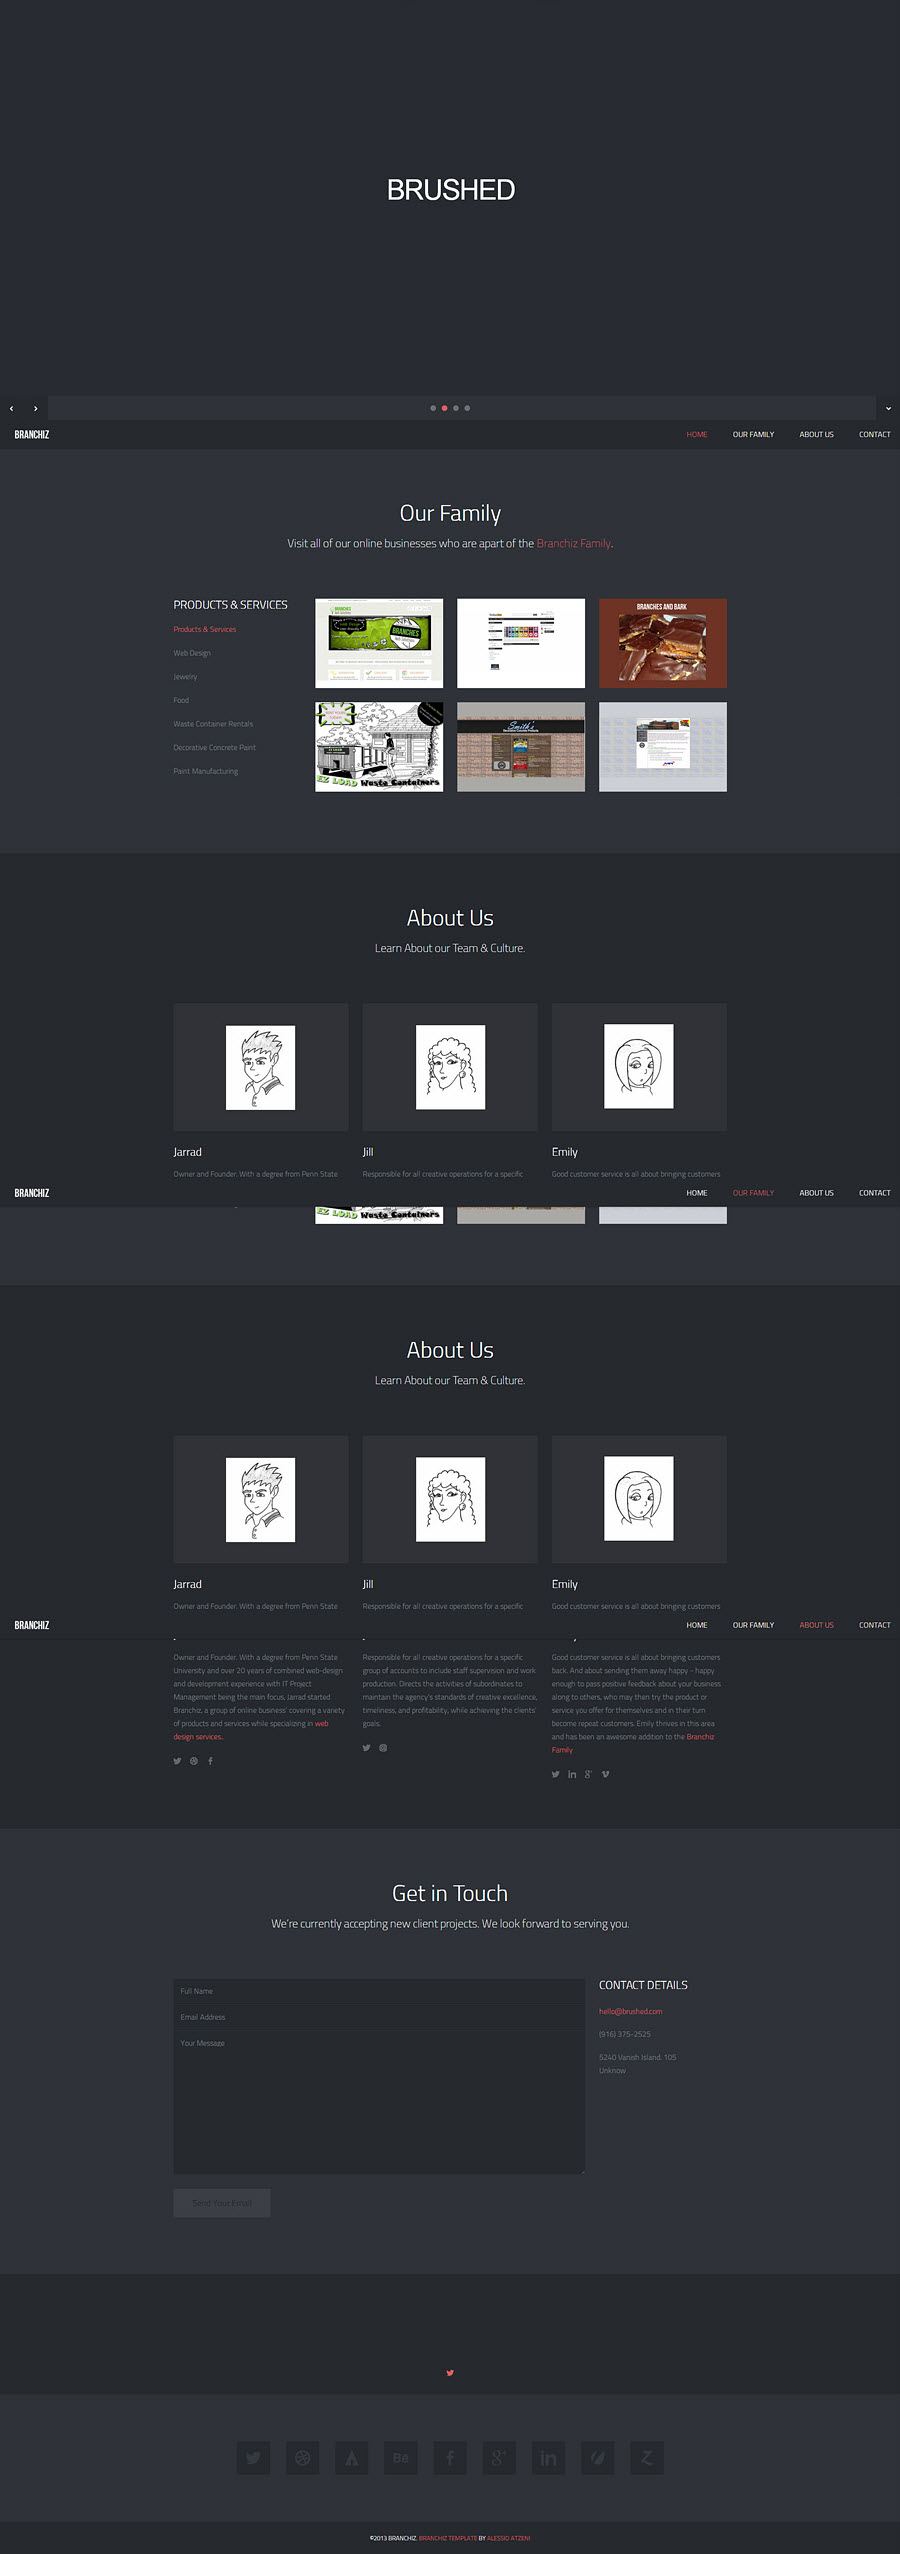 BRUSHED
BRANCHIZ
HOME OUR FAMILY ABOUT US CONTACT
Our Family
Visit all of our online businesses who are apart of the Branchiz Family.
PRODUCTS & SERVICES
Products & Services
Web Design
Jewelry
Food
Waste Container Rentals
Decorative Concrete Paint
Paint Manufacturing
BRANCHES
BRANCHES AND BARK
EZ LOAD Waste Containers
Smith's
About Us
Learn About our Team & Culture.
Jarrad
Owner and Founder. With a degree from Penn State
Jill
Responsible for all creative operations for a specific
Emily
Good customer service is all about bringing customers
BRANCHIZ
HOME OUR FAMILY ABOUT US CONTACT
EZ LOAD Waste Containers
About Us
Learn About our Team & Culture.
Jarrad
Owner and Founder. With a degree from Penn State
Jill
Responsible for all creative operations for a specific
Emily
Good customer service is all about bringing customers
BRANCHIZ
HOME OUR FAMILY ABOUT US CONTACT
Owner and Founder. With a degree from Penn State
University and over 20 years of combined web-design
and development experience with IT Project
Management being the main focus, Jarrad started
Branchiz, a group of online business' covering a variety
of products and services while specializing in web
design services.
Responsible for all creative operations for a specific
group of accounts to include staff supervision and work
production. Directs the activities of subordinates to
maintain the agency's standards of creative excellence,
timeliness, and profitability, while achieving the clients'
goals.
Good customer service is all about bringing customers
back. And about sending them away happy - happy
enough to pass positive feedback about your business
along to others, who may then try the product or
service you offer for themselves and in their turn
become repeat customers. Emily thrives in this area
and has been an awesome addition to the Branchiz
Family
Get in Touch
We're currently accepting new client projects. We look forward to serving you.
Full Name
Email Address
Your Message
Send Your Email
CONTACT DETAILS
hello@brushed.com
(916) 375-2525
5240 Vanish Island. 105
Unknow
Bē
©2013 BRANCHIZ. BRANCHIZ TEMPLATE BY ALESSIO ATZENI